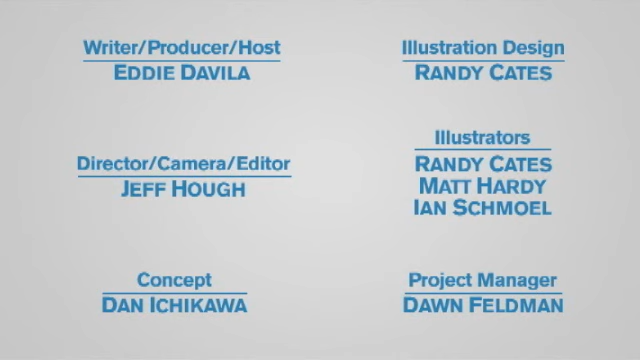 Writer/Producer/Host
EDDIE DAVILA
Director/Camera/Editor
JEFF HOUGH
Concept
DAN ICHIKAWA
Illustration Design
RANDY CATES
Illustrators
RANDY CATES
MATT HARDY
IAN SCHMOEL
Project Manager
DAWN FELDMAN